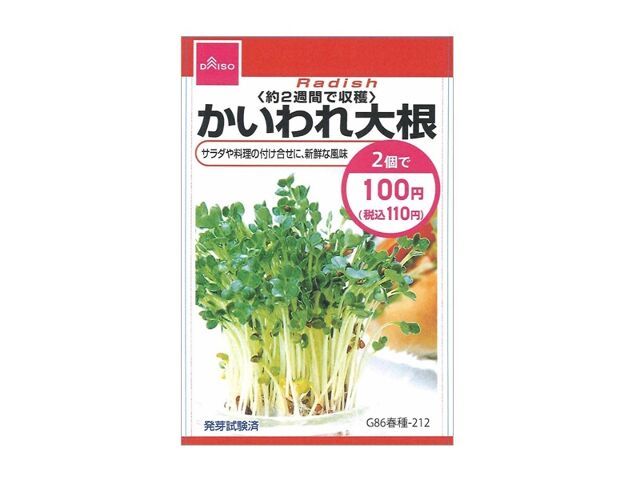 DAISO
Radish
〈約2週間で収穫〉
かいわれ大根
サラダや料理の付け合せに、新鮮な風味
2個で
100円
(税込110円)
発芽試験済
G86春種-212